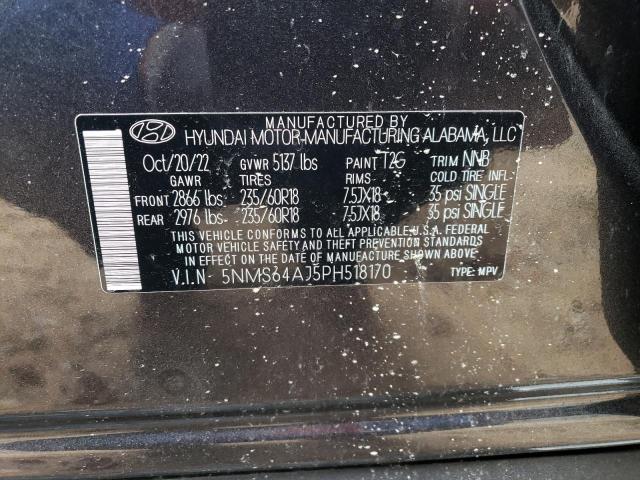 MANUFACTURED BY
HYUNDAI MOTOR MANUFACTURING ALABAMA, LLC
Oct/20/22 GVWR 5137 lbs PAINT T2G TRIM NNB
GAWR TIRES RIMS COLD TIRE INFL.
FRONT 2866 lbs 235/60R18 7.5JX18 35 psi SINGLE
REAR 2976 lbs 235/60R18 7.5JX18 35 psi SINGLE
THIS VEHICLE CONFORMS TO ALL APPLICABLE U.S.A. FEDERAL
MOTOR VEHICLE SAFETY AND THEFT PREVENTION STANDARDS
IN EFFECT ON THE DATE OF MANUFACTURE SHOWN ABOVE.
V.I.N 5NMS64AJ5PH518170 TYPE: MPV